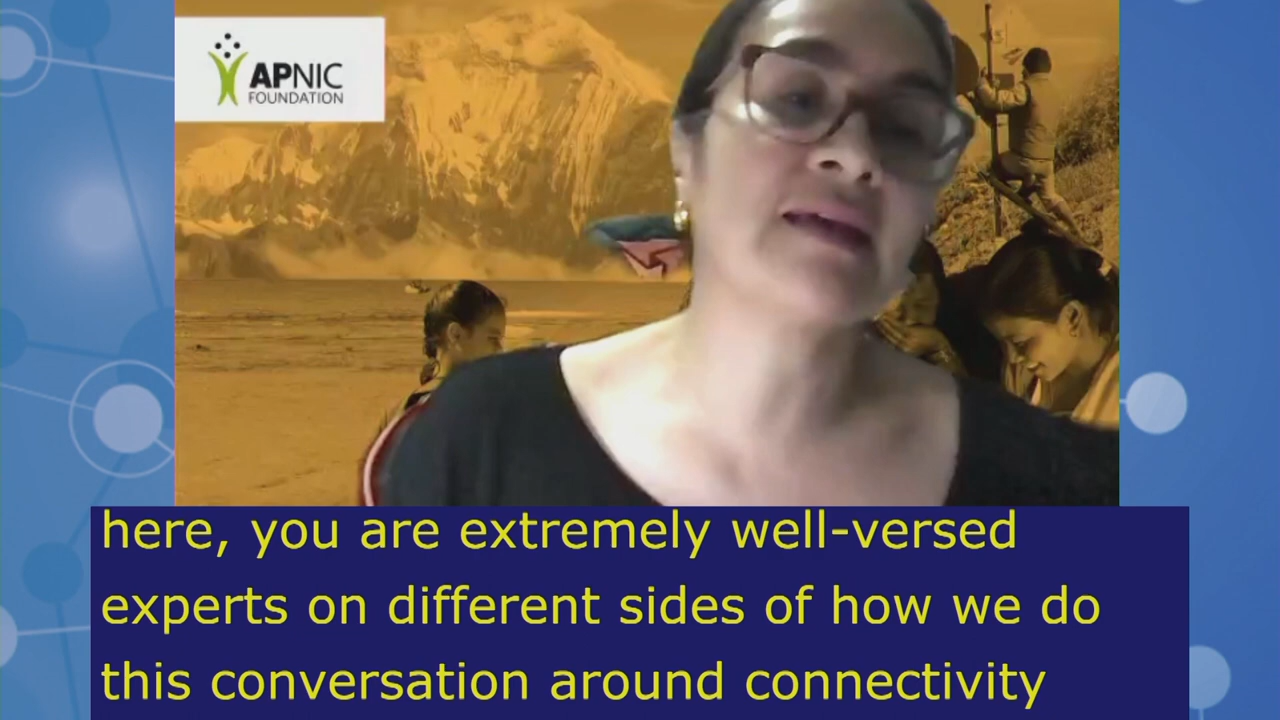 APNIC
FOUNDATION
here, you are extremely well-versed
experts on different sides of how we do
this conversation around connectivity